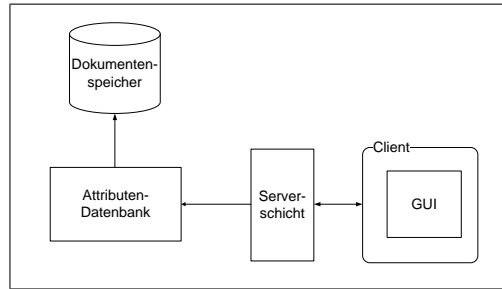 Dokumenten-
speicher
Attributen-
Datenbank
Server-
schicht
Client
GUI